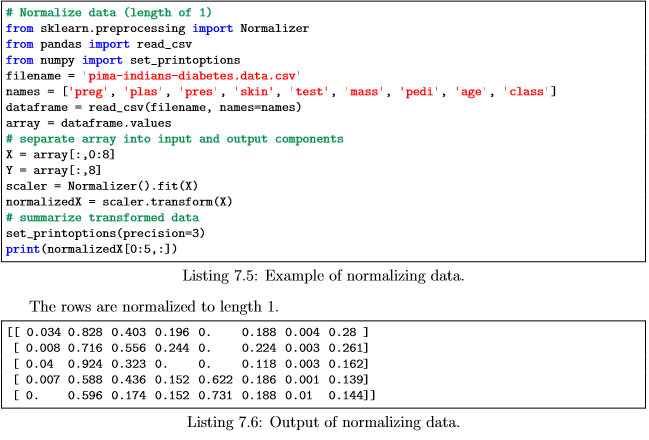 # Normalize data (length of 1)
from sklearn.preprocessing import Normalizer
from pandas import read_csv
from numpy import set_printoptions
filename = 'pima-indians-diabetes.data.csv'
names = ['preg', 'plas', 'pres', 'skin', 'test', 'mass', 'pedi', 'age', 'class']
dataframe = read_csv(filename, names=names)
array = dataframe.values
# separate array into input and output components
X = array[:,0:8]
Y = array[:,8]
scaler = Normalizer().fit(X)
normalizedX = scaler.transform(X)
# summarize transformed data
set_printoptions(precision=3)
print(normalizedX[0:5,:])
Listing 7.5: Example of normalizing data.
The rows are normalized to length 1.
[[ 0.034 0.828 0.403 0.196 0.    0.188 0.004 0.28 ]
 [ 0.008 0.716 0.556 0.244 0.    0.224 0.003 0.261]
 [ 0.04  0.924 0.323 0.    0.    0.118 0.003 0.162]
 [ 0.007 0.588 0.436 0.152 0.622 0.186 0.001 0.139]
 [ 0.    0.596 0.174 0.152 0.731 0.188 0.01  0.144]]
Listing 7.6: Output of normalizing data.